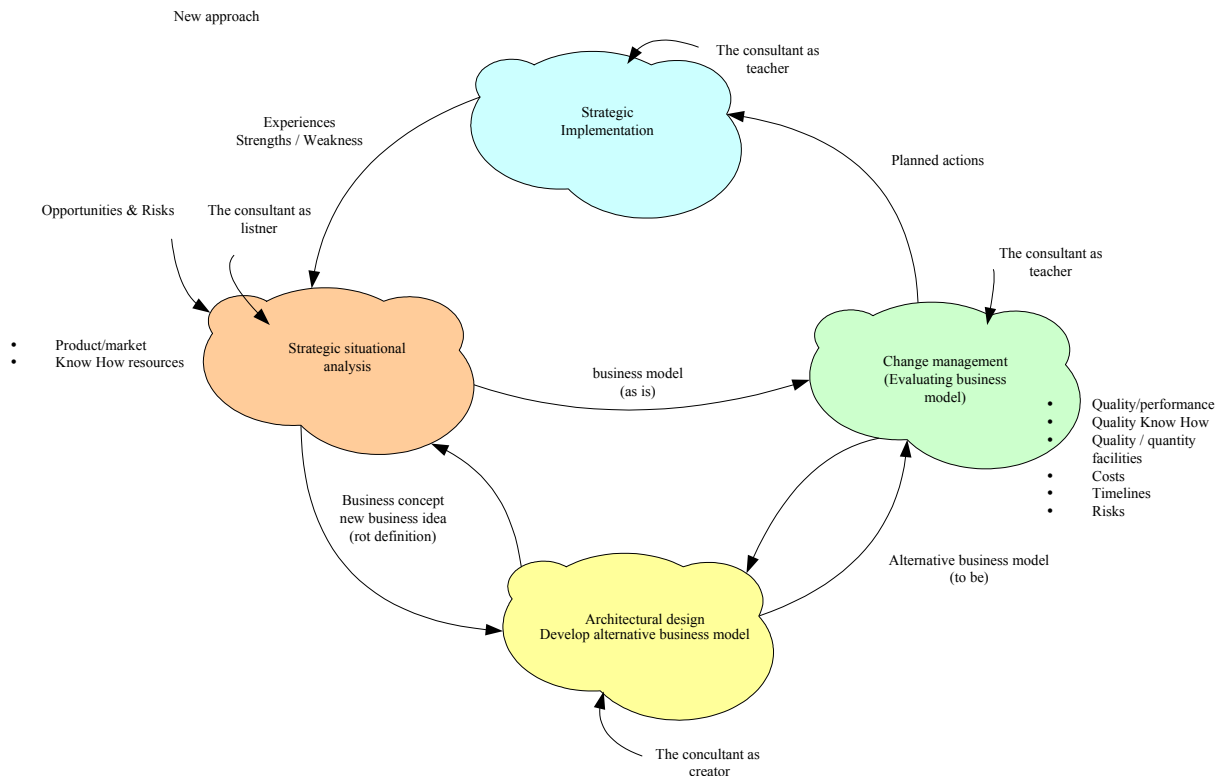 New approach
The consultant as
teacher
Strategic
Implementation
Experiences
Strengths / Weakness
Planned actions
Opportunities & Risks
The consultant as
listner
The consultant as
teacher
• Product/market
• Know How resources
Strategic situational
analysis
business model
(as is)
Change management
(Evaluating business
model)
• Quality/performance
• Quality Know How
• Quality / quantity
facilities
• Costs
• Timelines
• Risks
Business concept
new business idea
(rot definition)
Alternative business model
(to be)
Architectural design
Develop alternative business model
The concultant as
creator